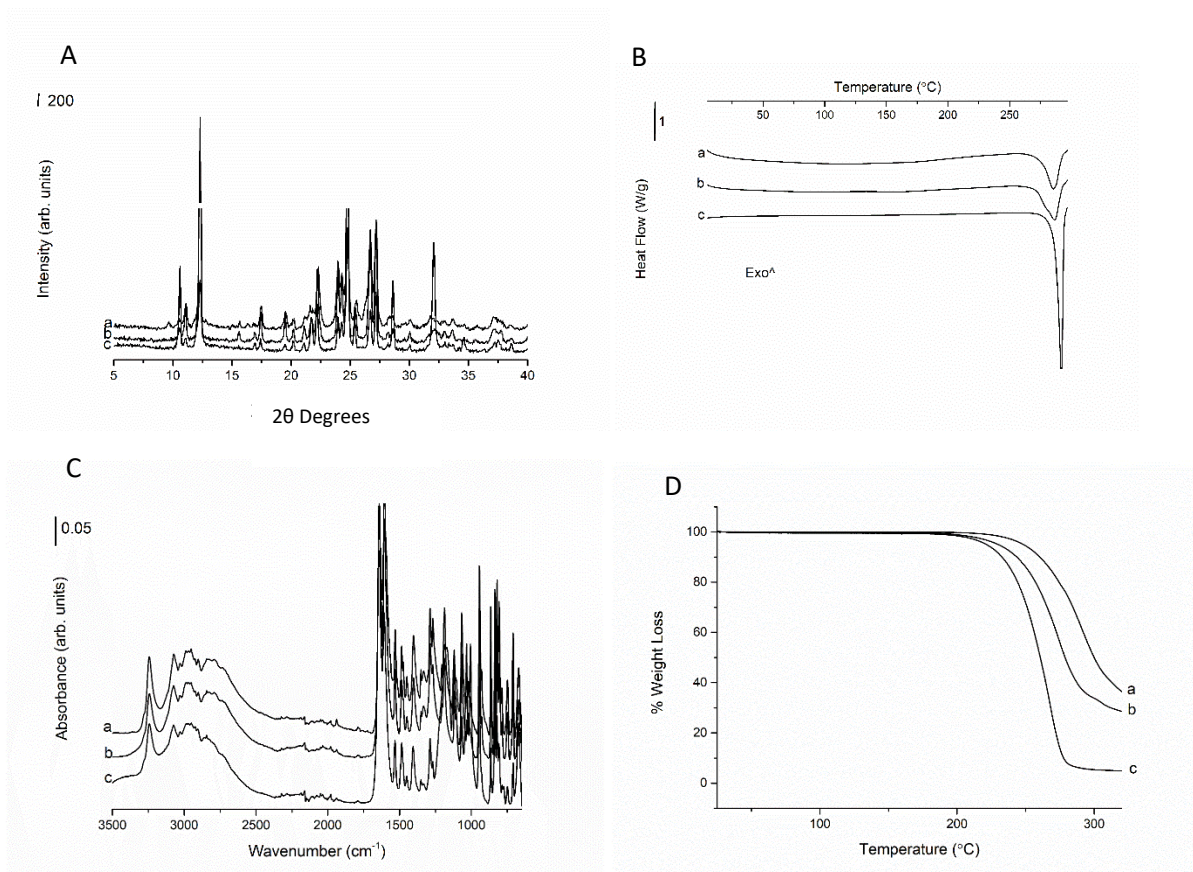 A
200
Intensity (arb. units)
a
b
c
5 10 15 20 25 30 35 40
2θ Degrees
B
Temperature (°C)
50 100 150 200 250
1
a
b
c
Heat Flow (W/g)
Exo^
C
0.05
Absorbance (arb. units)
a
b
c
3500 3000 2500 2000 1500 1000
Wavenumber (cm⁻¹)
D
100
80
60
40
20
0
% Weight Loss
a
b
c
100 200 300
Temperature (°C)